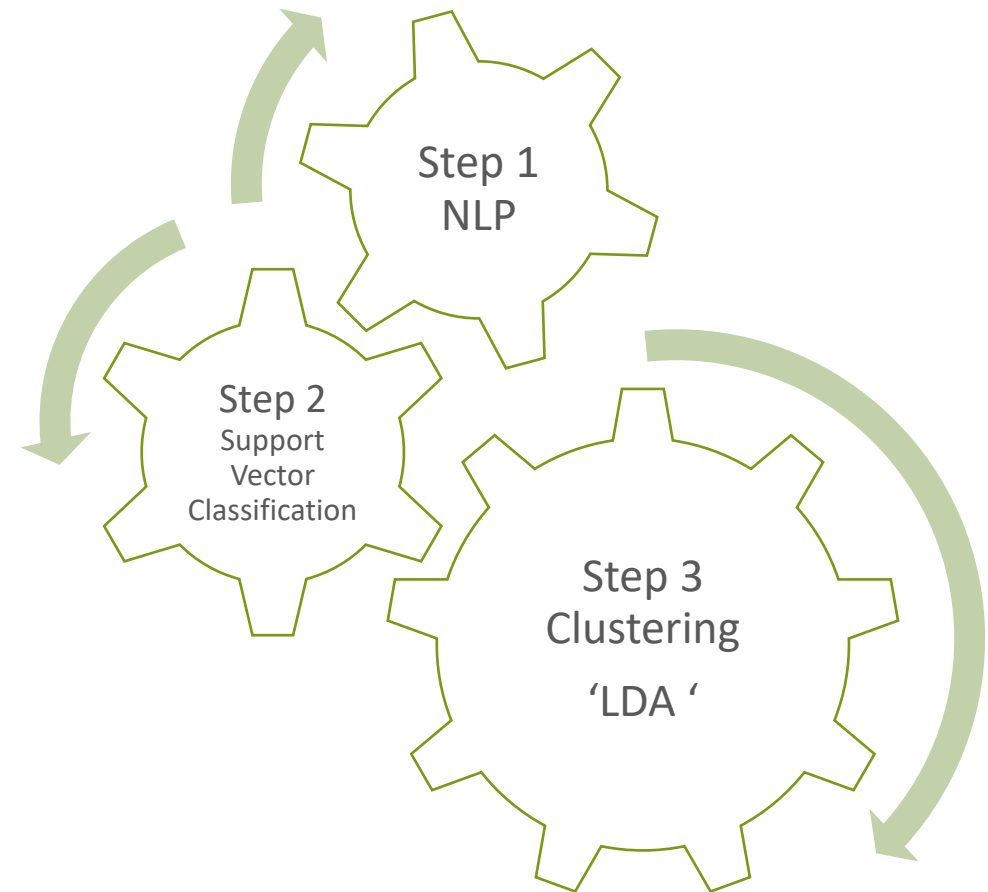 Step 1
NLP
Step 2
Support
Vector
Classification
Step 3
Clustering
‘LDA ‘